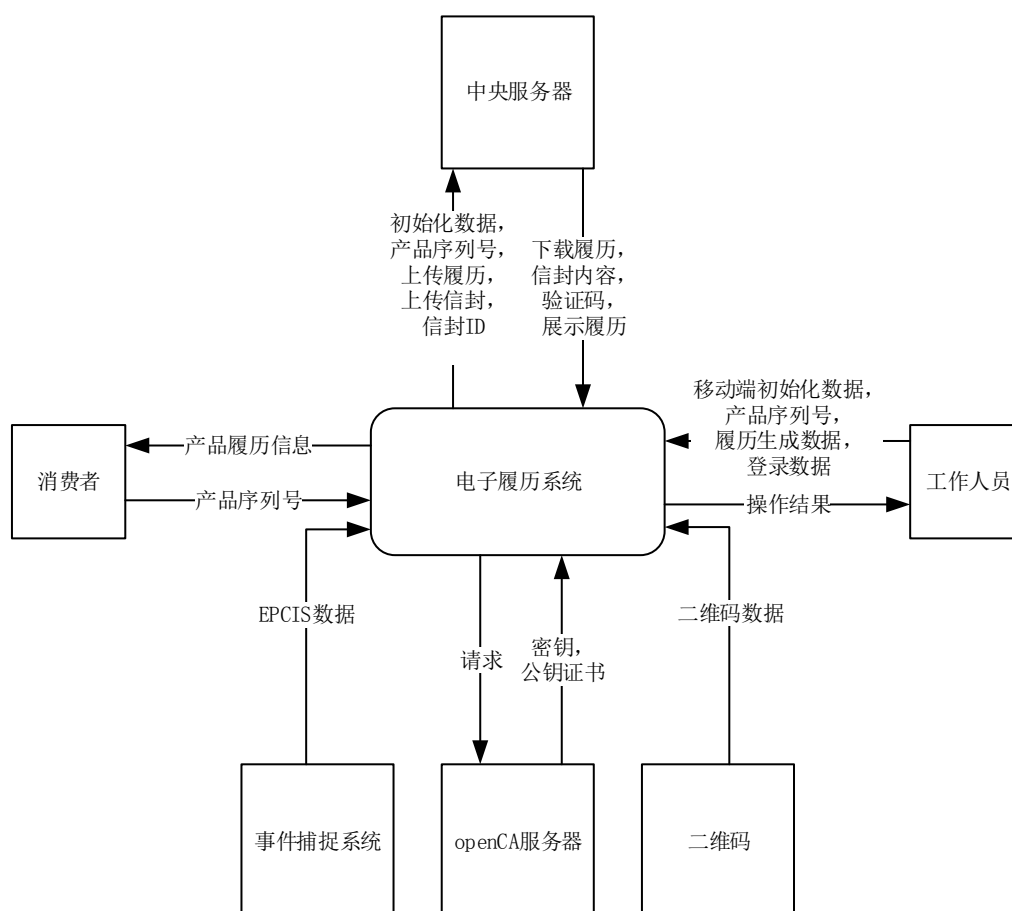 中央服务器
初始化数据，
产品序列号，
上传履历，
上传信封，
信封ID
下载履历，
信封内容，
验证码，
展示履历
移动端初始化数据，
产品序列号，
履历生成数据，
登录数据
消费者
产品履历信息
产品序列号
电子履历系统
操作结果
工作人员
EPCIS数据
请求
密钥，
公钥证书
二维码数据
事件捕捉系统
openCA服务器
二维码